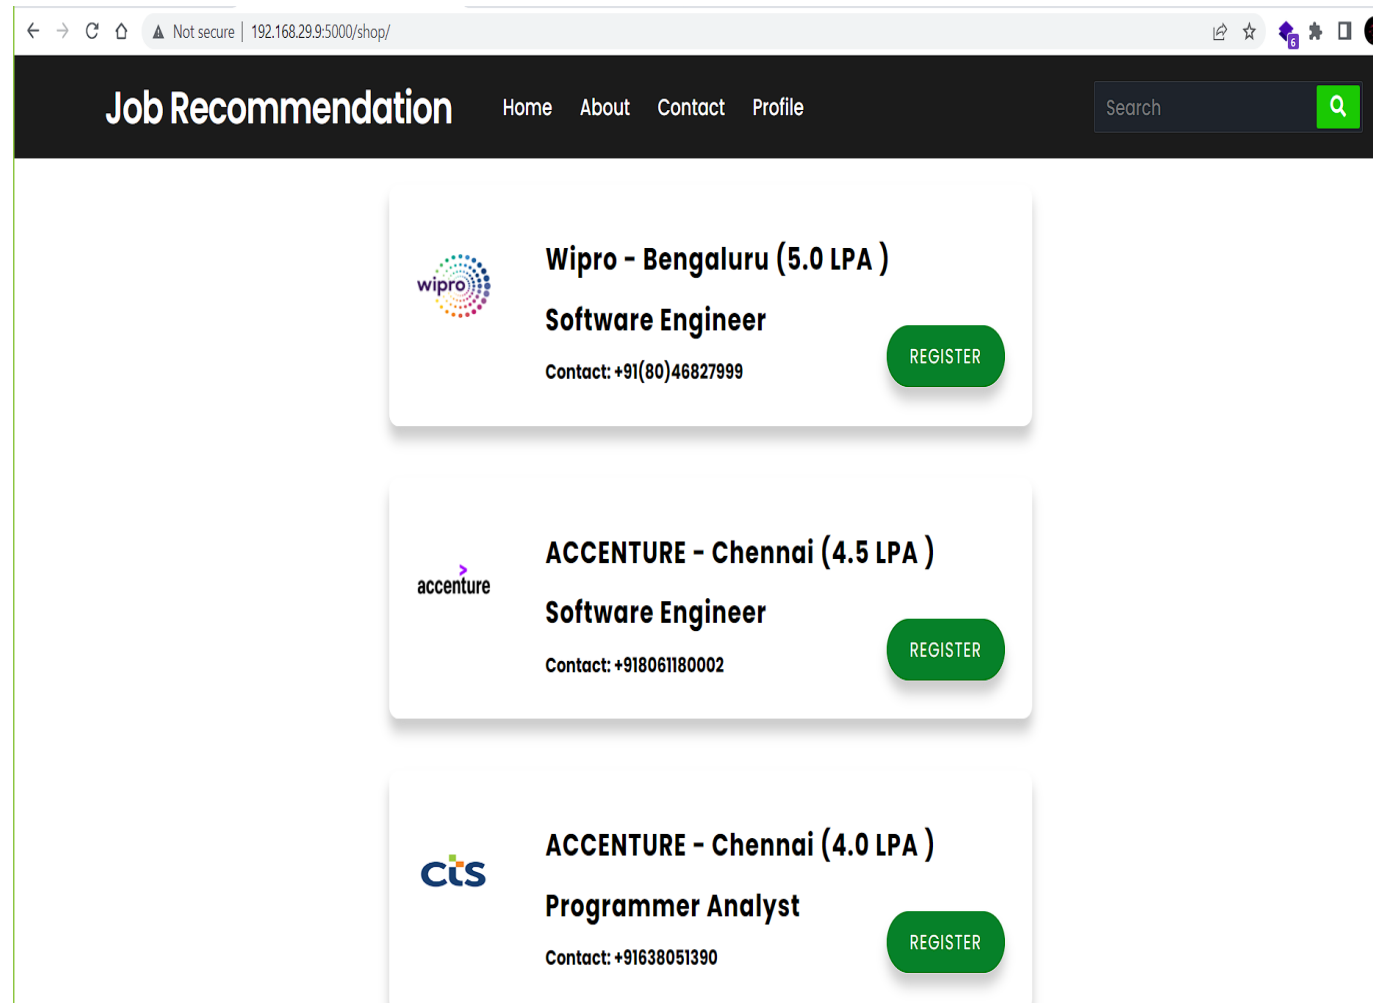 Not secure | 192.168.29.9:5000/shop/
6
Job Recommendation Home About Contact Profile Search
wipro
Wipro - Bengaluru (5.0 LPA )
Software Engineer
REGISTER
Contact: +91(80)46827999
accenture
ACCENTURE - Chennai (4.5 LPA )
Software Engineer
REGISTER
Contact: +918061180002
cts
ACCENTURE - Chennai (4.0 LPA )
Programmer Analyst
REGISTER
Contact: +91638051390